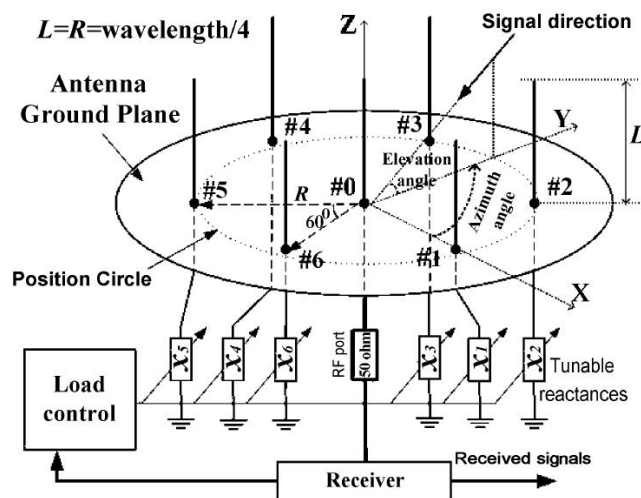 L=R=wavelength/4
Z
Signal direction
Antenna
Ground Plane
Y
#4
#3
L
Elevation
angle
#5
R
#0
#2
60⁰
Azimuth
angle
#6
#1
Position Circle
X
x5
x4
x6
RF port
50 ohm
x3
x1
x2
Tunable
reactances
Load
control
Received signals
Receiver